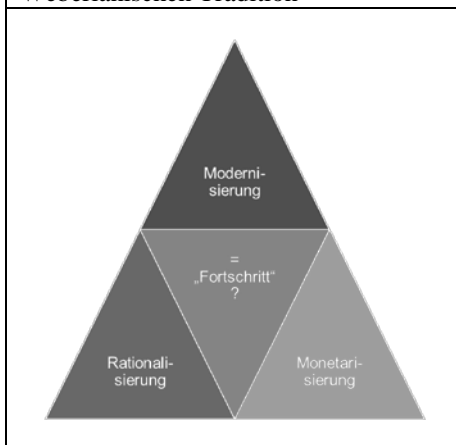 Weberianischen Tradition
Moderni-
sierung
=
„Fortschritt“
?
Rationali-
sierung
Monetari-
sierung